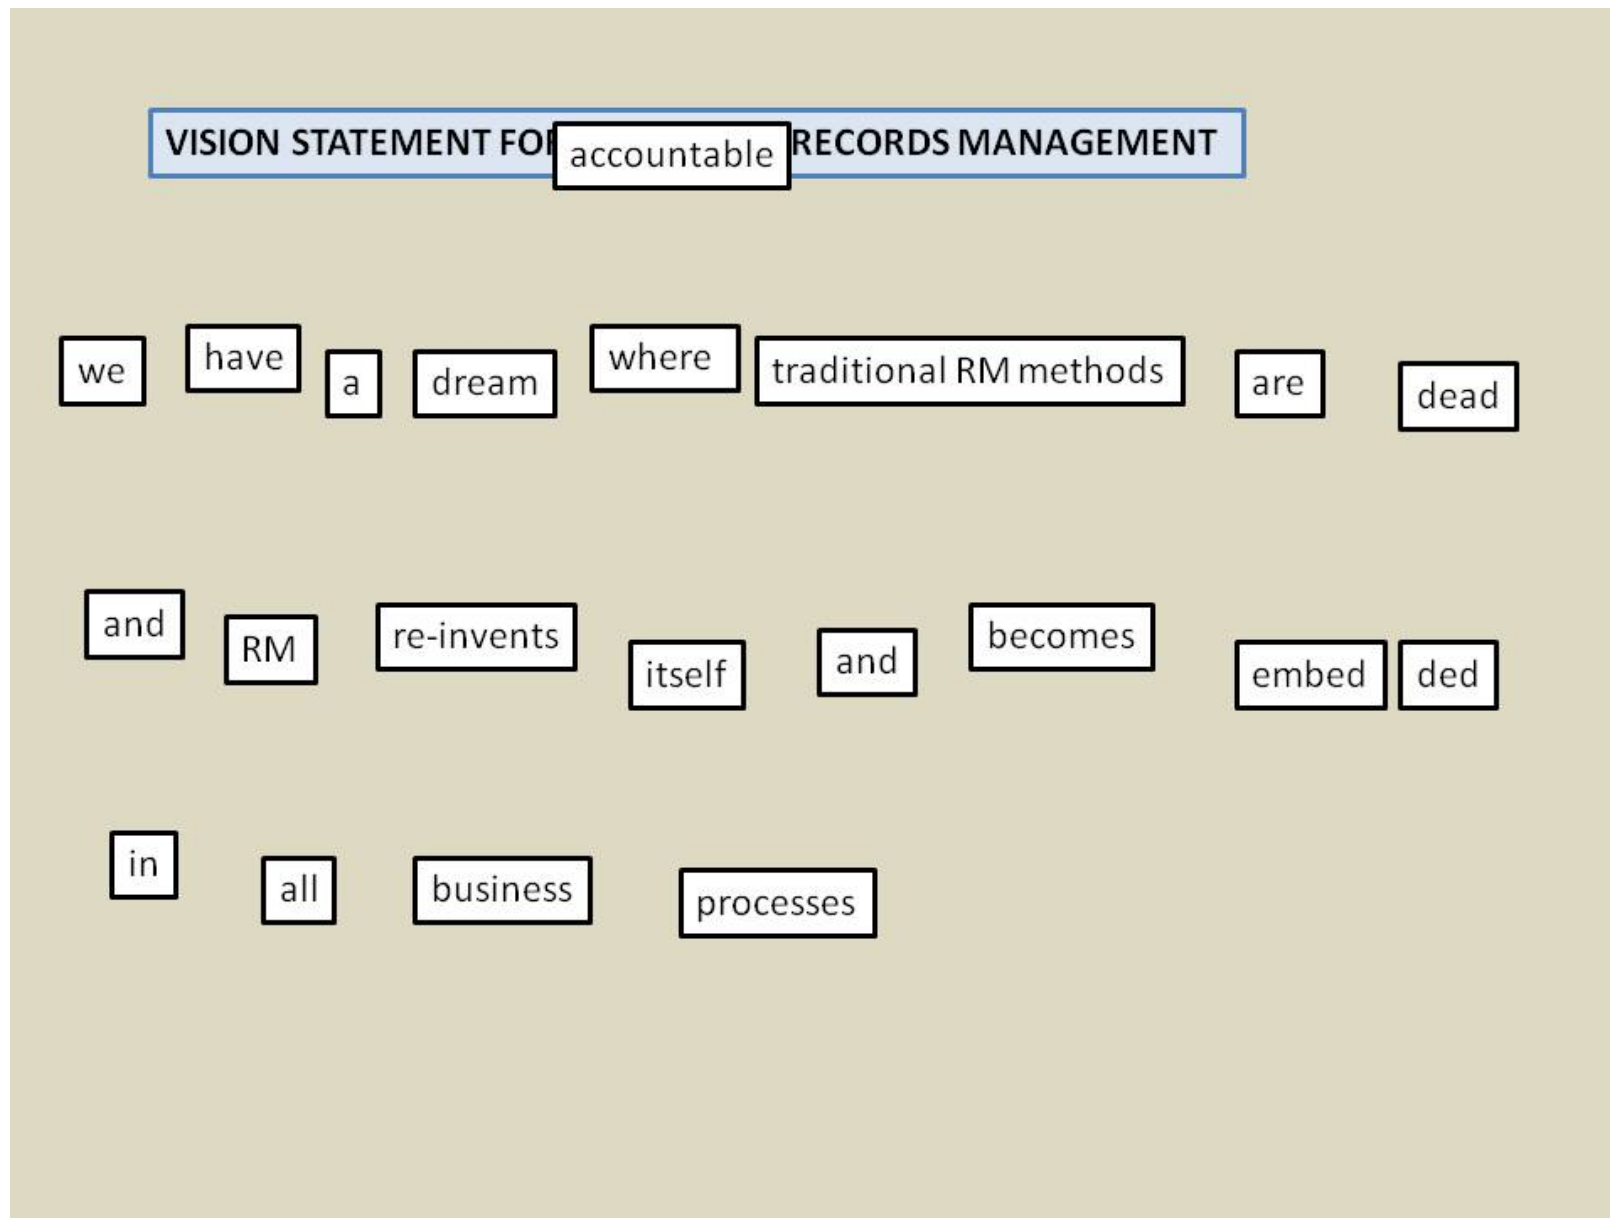 VISION STATEMENT FOR accountable RECORDS MANAGEMENT
we have a dream where traditional RM methods are dead
and RM re-invents itself and becomes embed ded
in all business processes